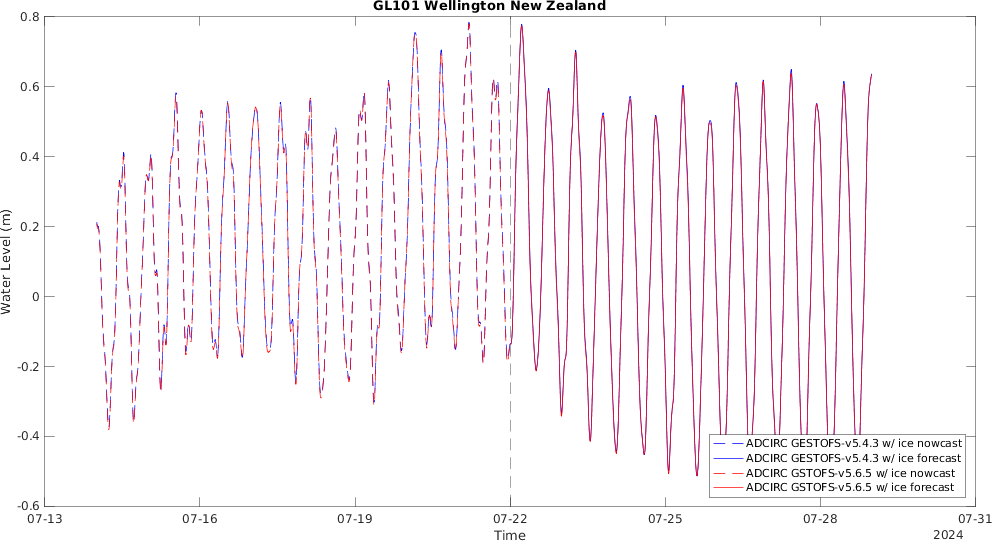 GL101 Wellington New Zealand
0.8
0.6
0.4
0.2
0
-0.2
-0.4
-0.6
Water Level (m)
ADCIRC GESTOFS-v5.4.3 w/ ice nowcast
ADCIRC GESTOFS-v5.4.3 w/ ice forecast
ADCIRC GSTOFS-v5.6.5 w/ ice nowcast
ADCIRC GSTOFS-v5.6.5 w/ ice forecast
07-13 07-16 07-19 07-22 07-25 07-28 07-31
Time
2024